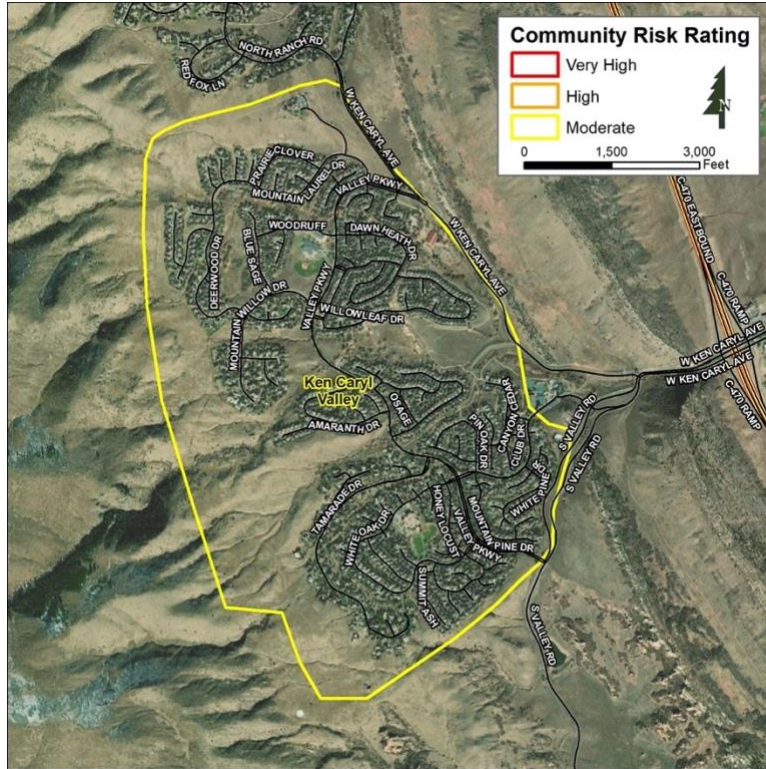 Community Risk Rating
Very High
High
Moderate
N
0 1,500 3,000
Feet
NORTH RANCH RD
RED FOX LN
W KEN CARYL AVE
PRAIRIE CLOVER
MOUNTAIN LAUREL DR
VALLEY PKWY
W KEN CARYL AVE
WOODRUFF
DAWN HEATH DR
BLUE SAGE
DEERWOOD DR
C-470 EASTBOUND
C-470 RAMP
MOUNTAIN WILLOW DR
VALLEY PKWY
WILLOWLEAF DR
W KEN CARYL AVE
W KEN CARYL AVE
C-470 RAMP
Ken Caryl
Valley
OSAGE
AMARANTH DR
CANYON CEDR
CLUB DR
PIN OAK DR
S VALLEY RD
S VALLEY RD
WHITE PINE DR
TAMARADE DR
WHITE OAK DR
HONEY LOCUST
VALLEY PKWY
MOUNTAIN PINE DR
SUMMIT ASH
S VALLEY RD